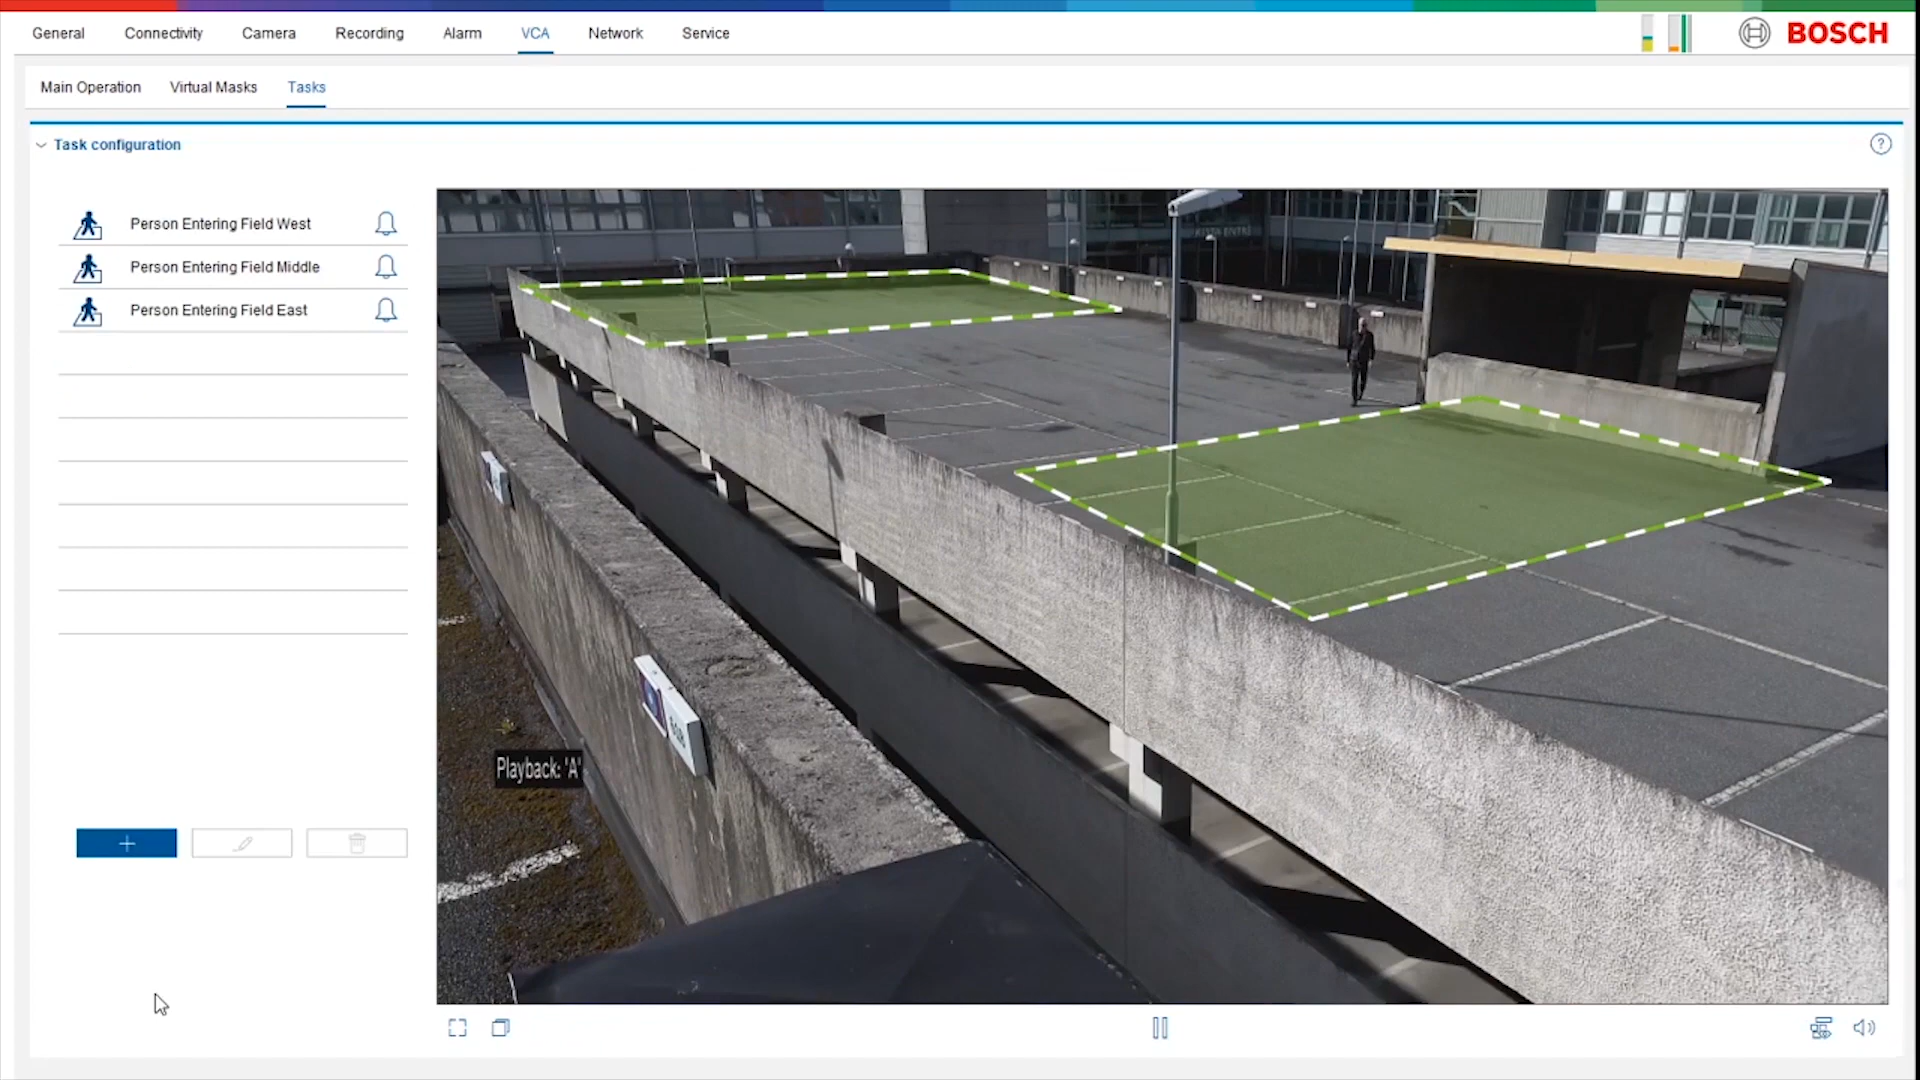 General Connectivity Camera Recording Alarm VCA Network Service BOSCH
Main Operation Virtual Masks Tasks
Task configuration
Person Entering Field West
Person Entering Field Middle
Person Entering Field East
Playback: 'A'